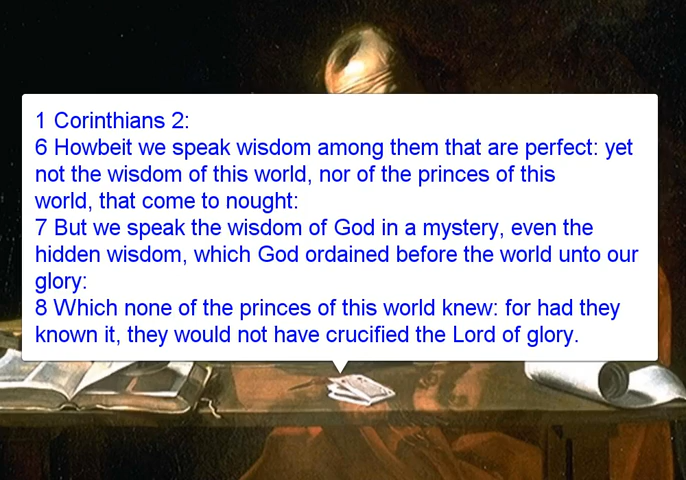 1 Corinthians 2:
6 Howbeit we speak wisdom among them that are perfect: yet
not the wisdom of this world, nor of the princes of this
world, that come to nought:
7 But we speak the wisdom of God in a mystery, even the
hidden wisdom, which God ordained before the world unto our
glory:
8 Which none of the princes of this world knew: for had they
known it, they would not have crucified the Lord of glory.